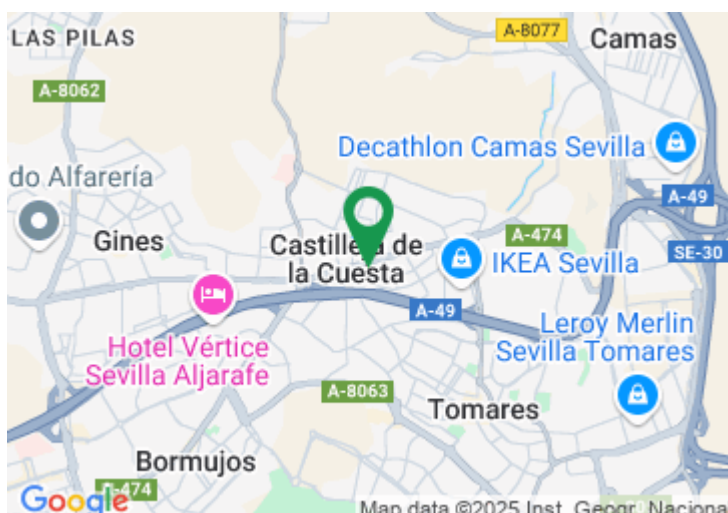 LAS PILAS
A-8077
Camas
A-8062
Decathlon Camas Sevilla
do Alfarería
A-49
Gines
Castilleja de
la Cuesta
A-474
SE-30
IKEA Sevilla
A-49
Hotel Vértice
Sevilla Aljarafe
Leroy Merlin
Sevilla Tomares
A-8063
Tomares
Bormujos
A-474
Google
Map data ©2025 Inst. Geogr. Naciona